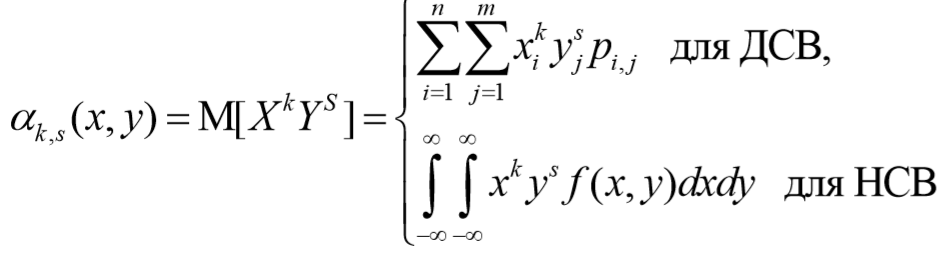 n m
∑ ∑ x_i^k y_j^s p_{i,j} для ДСВ,
i=1 j=1
α_{k,s}(x, y) = M[X^k Y^S] =
∞ ∞
∫ ∫ x^k y^s f(x, y)dxdy для НСВ
−∞ −∞